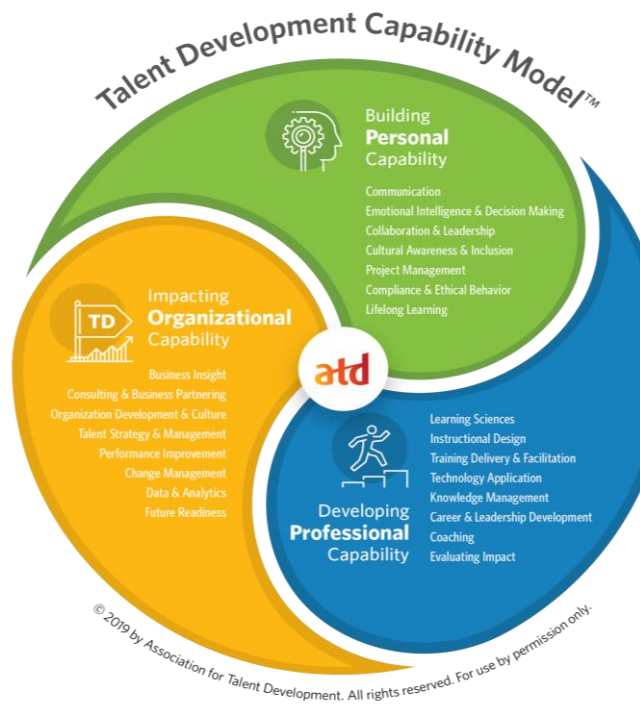 Talent Development Capability Model™
Building
Personal
Capability
Communication
Emotional Intelligence & Decision Making
Collaboration & Leadership
Cultural Awareness & Inclusion
Project Management
Compliance & Ethical Behavior
Lifelong Learning
TD
Impacting
Organizational
Capability
Business Insight
Consulting & Business Partnering
Organization Development & Culture
Talent Strategy & Management
Performance Improvement
Change Management
Data & Analytics
Future Readiness
atd
Developing
Professional
Capability
Learning Sciences
Instructional Design
Training Delivery & Facilitation
Technology Application
Knowledge Management
Career & Leadership Development
Coaching
Evaluating Impact
© 2019 by Association for Talent Development. All rights reserved. For use by permission only.